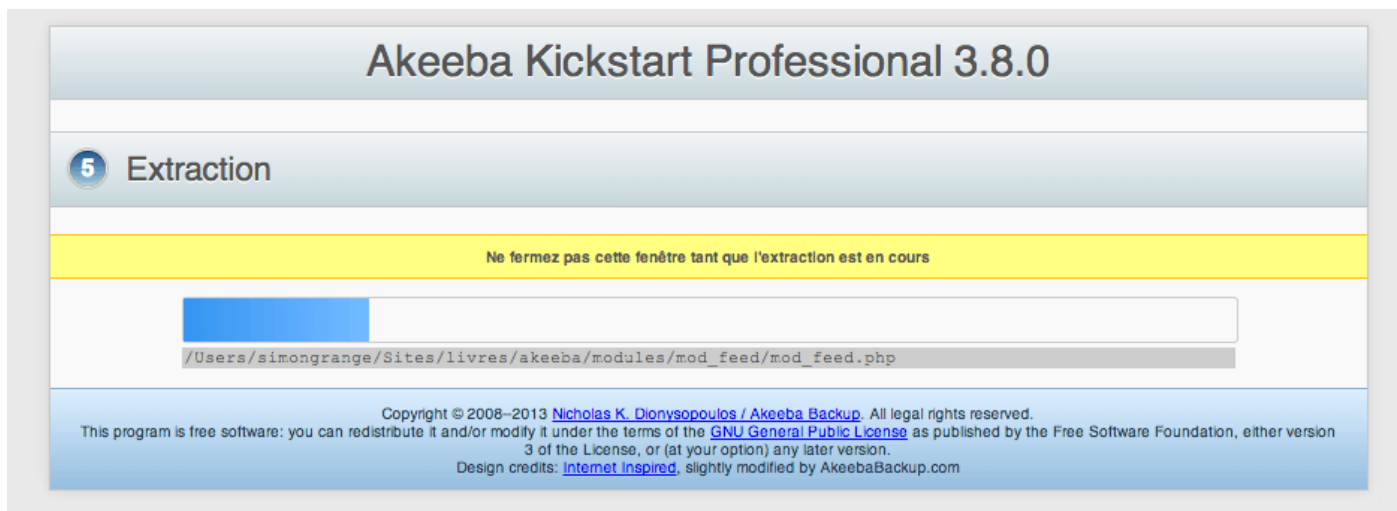 Akeeba Kickstart Professional 3.8.0
5 Extraction
Ne fermez pas cette fenêtre tant que l'extraction est en cours
/Users/simongrange/Sites/livres/akeeba/modules/mod_feed/mod_feed.php
Copyright © 2008–2013 Nicholas K. Dionysopoulos / Akeeba Backup. All legal rights reserved.
This program is free software: you can redistribute it and/or modify it under the terms of the GNU General Public License as published by the Free Software Foundation, either version
3 of the License, or (at your option) any later version.
Design credits: Internet Inspired, slightly modified by AkeebaBackup.com